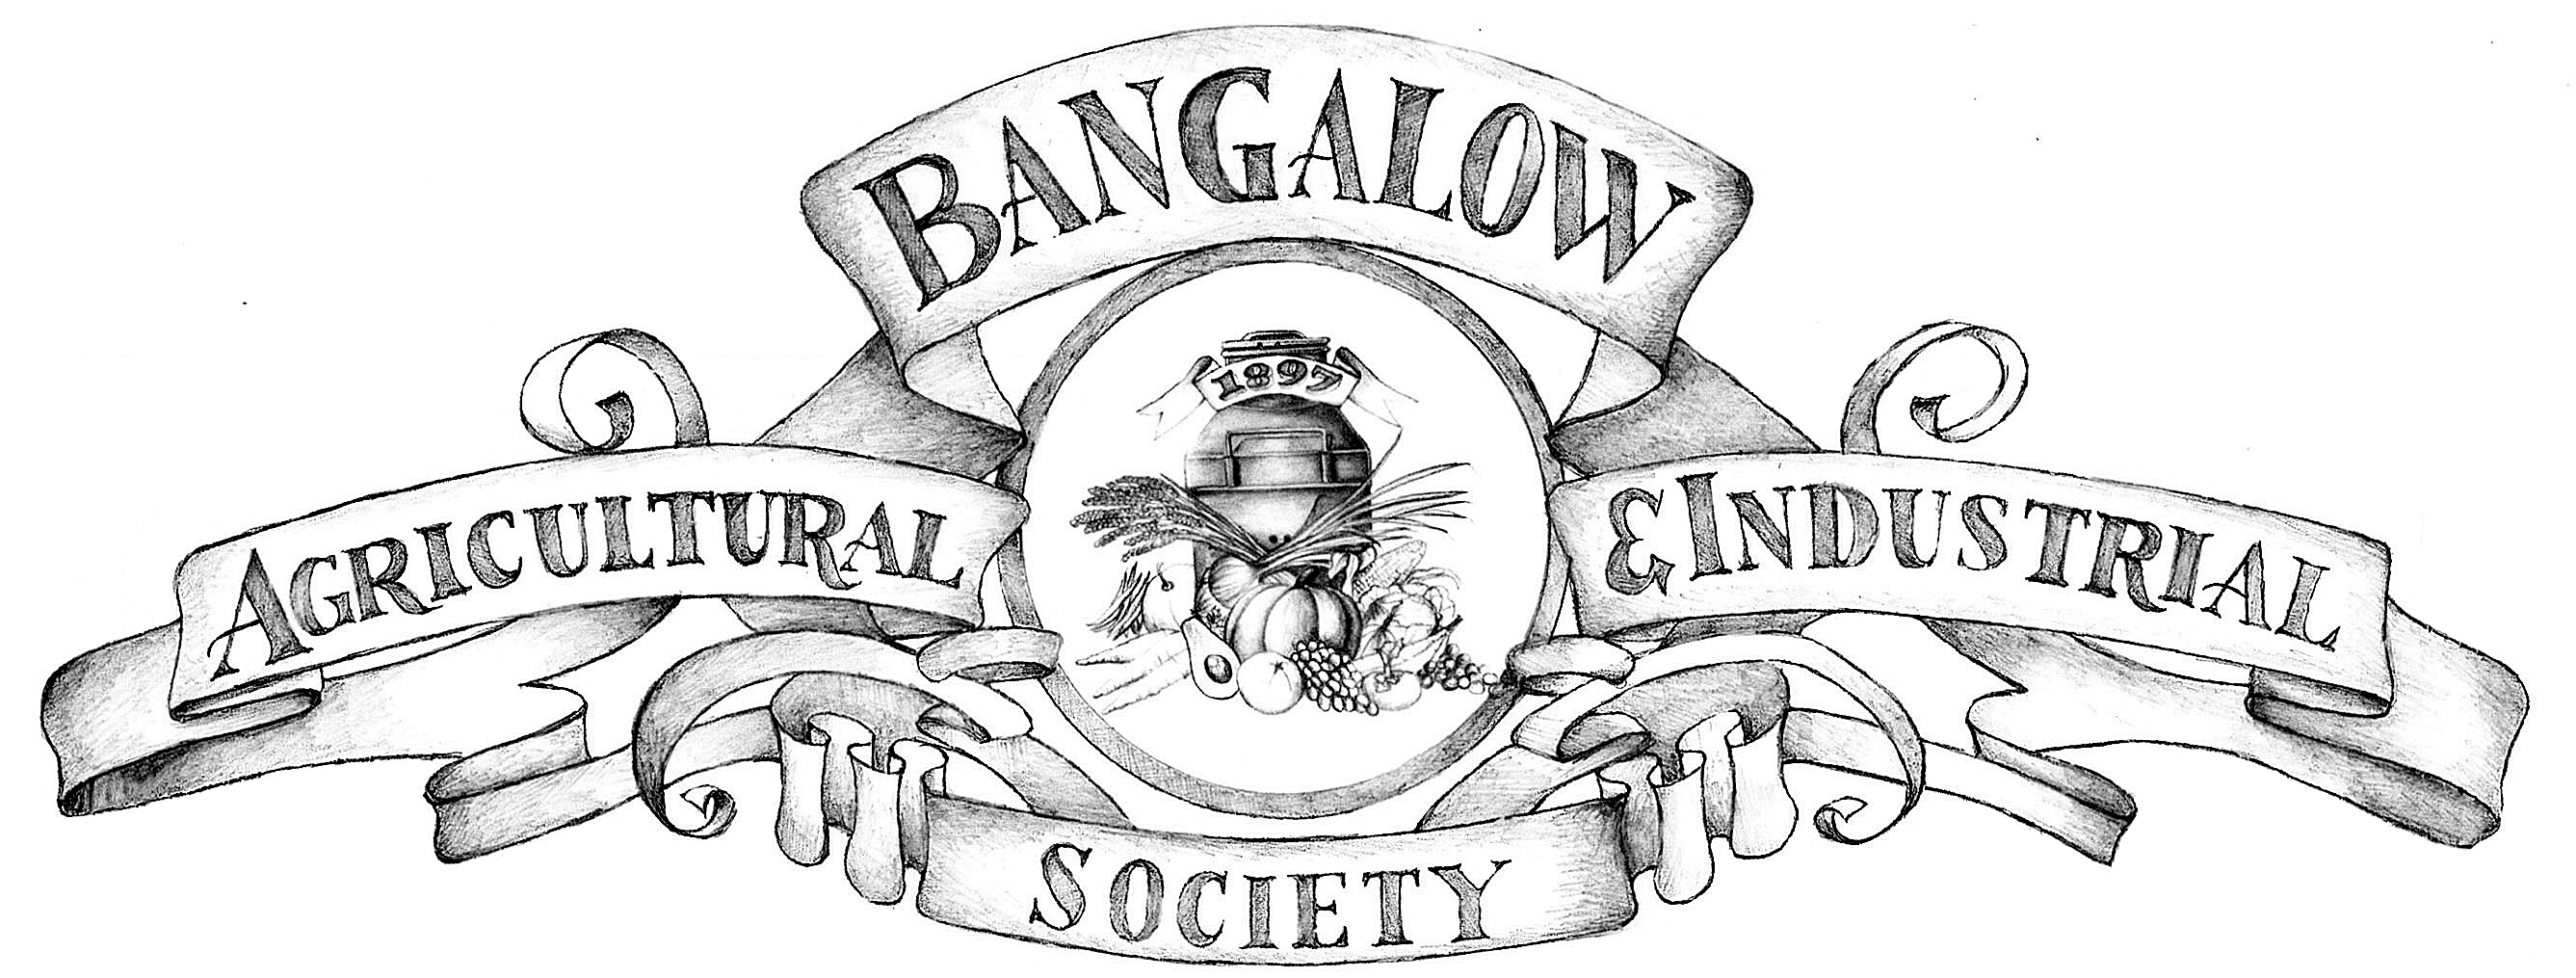 BANGALOW
1897
AGRICULTURAL
& INDUSTRIAL
SOCIETY